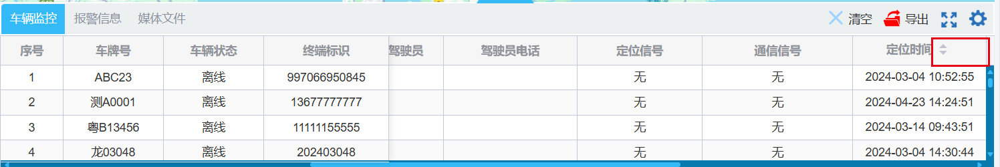 车辆监控 报警信息 媒体文件 清空 导出
序号 车牌号 车辆状态 终端标识 驾驶员 驾驶员电话 定位信号 通信信号 定位时间
1 ABC23 离线 997066950845 无 无 2024-03-04 10:52:55
2 测A0001 离线 13677777777 无 无 2024-04-23 14:24:51
3 粤B13456 离线 11111155555 无 无 2024-03-14 09:43:51
4 龙03048 离线 202403048 无 无 2024-03-04 14:30:44